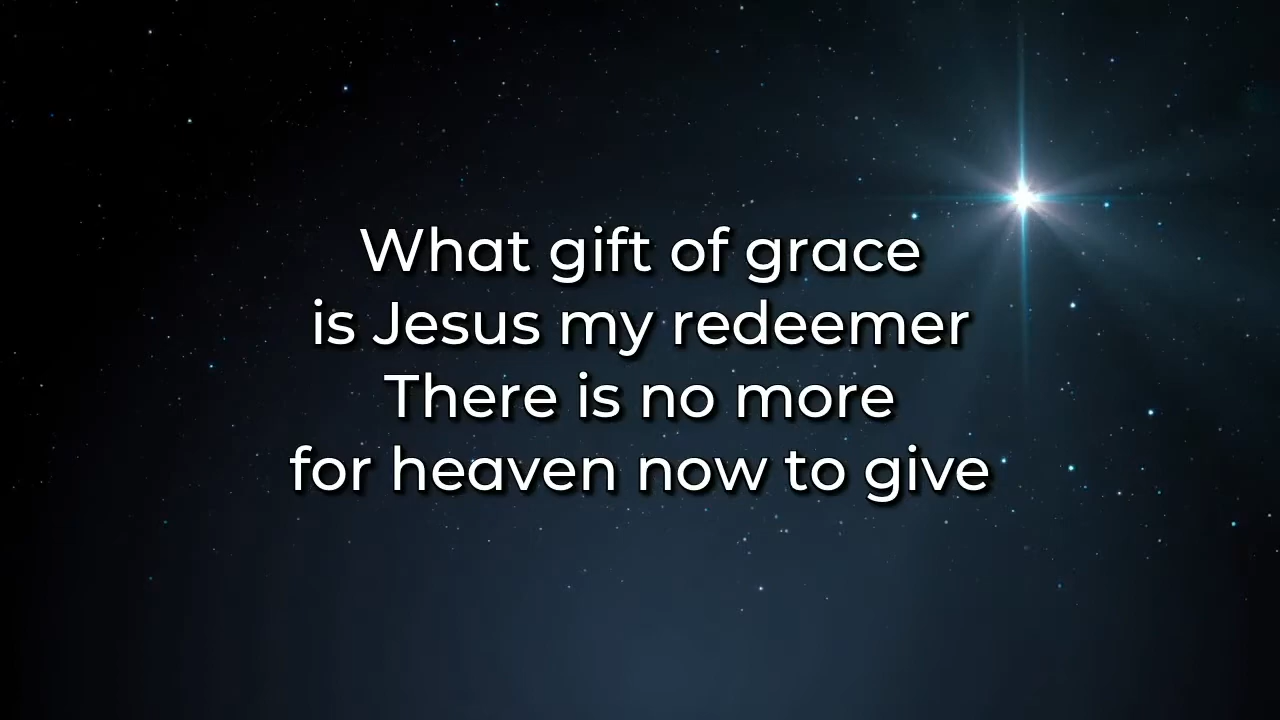 What gift of grace
is Jesus my redeemer
There is no more
for heaven now to give